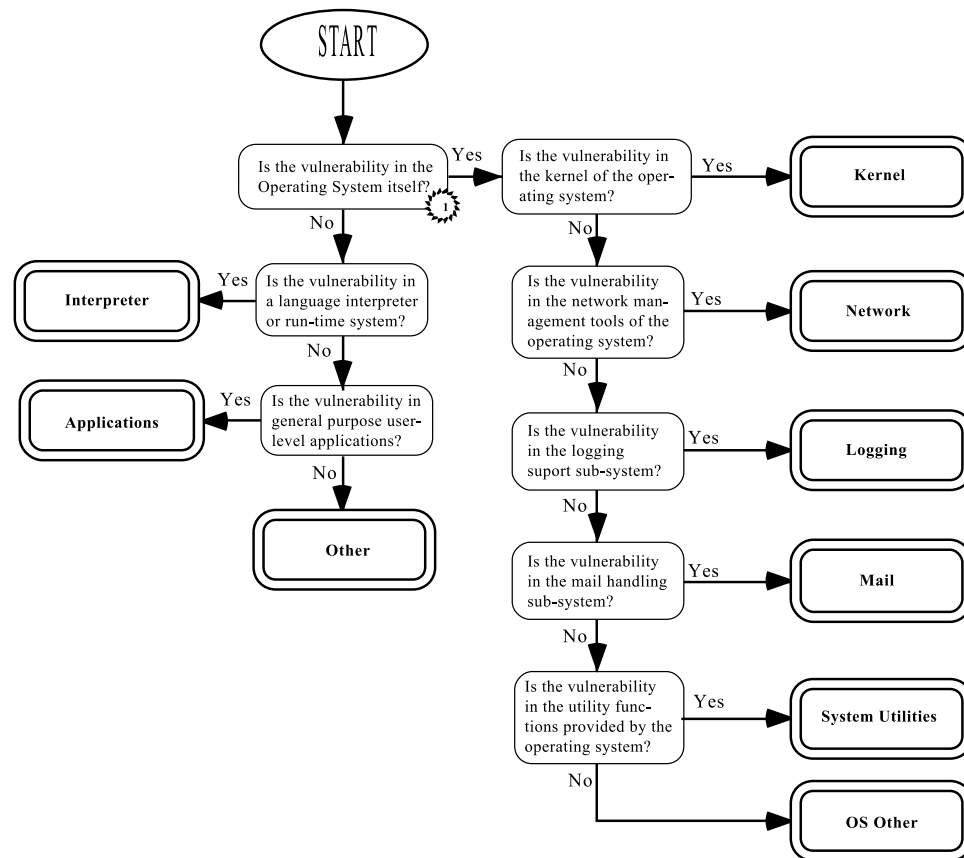 START
Is the vulnerability in the
Operating System itself?
1
Yes
Is the vulnerability in
the kernel of the oper-
ating system?
Yes
Kernel
No
No
Interpreter
Yes
Is the vulnerability in
a language interpreter
or run-time system?
Is the vulnerability
in the network man-
agement tools of the
operating system?
Yes
Network
No
No
Applications
Yes
Is the vulnerability in
general purpose user-
level applications?
Is the vulnerability
in the logging
suport sub-system?
Yes
Logging
No
No
Other
Is the vulnerability
in the mail handling
sub-system?
Yes
Mail
No
Is the vulnerability
in the utility func-
tions provided by the
operating system?
Yes
System Utilities
No
OS Other